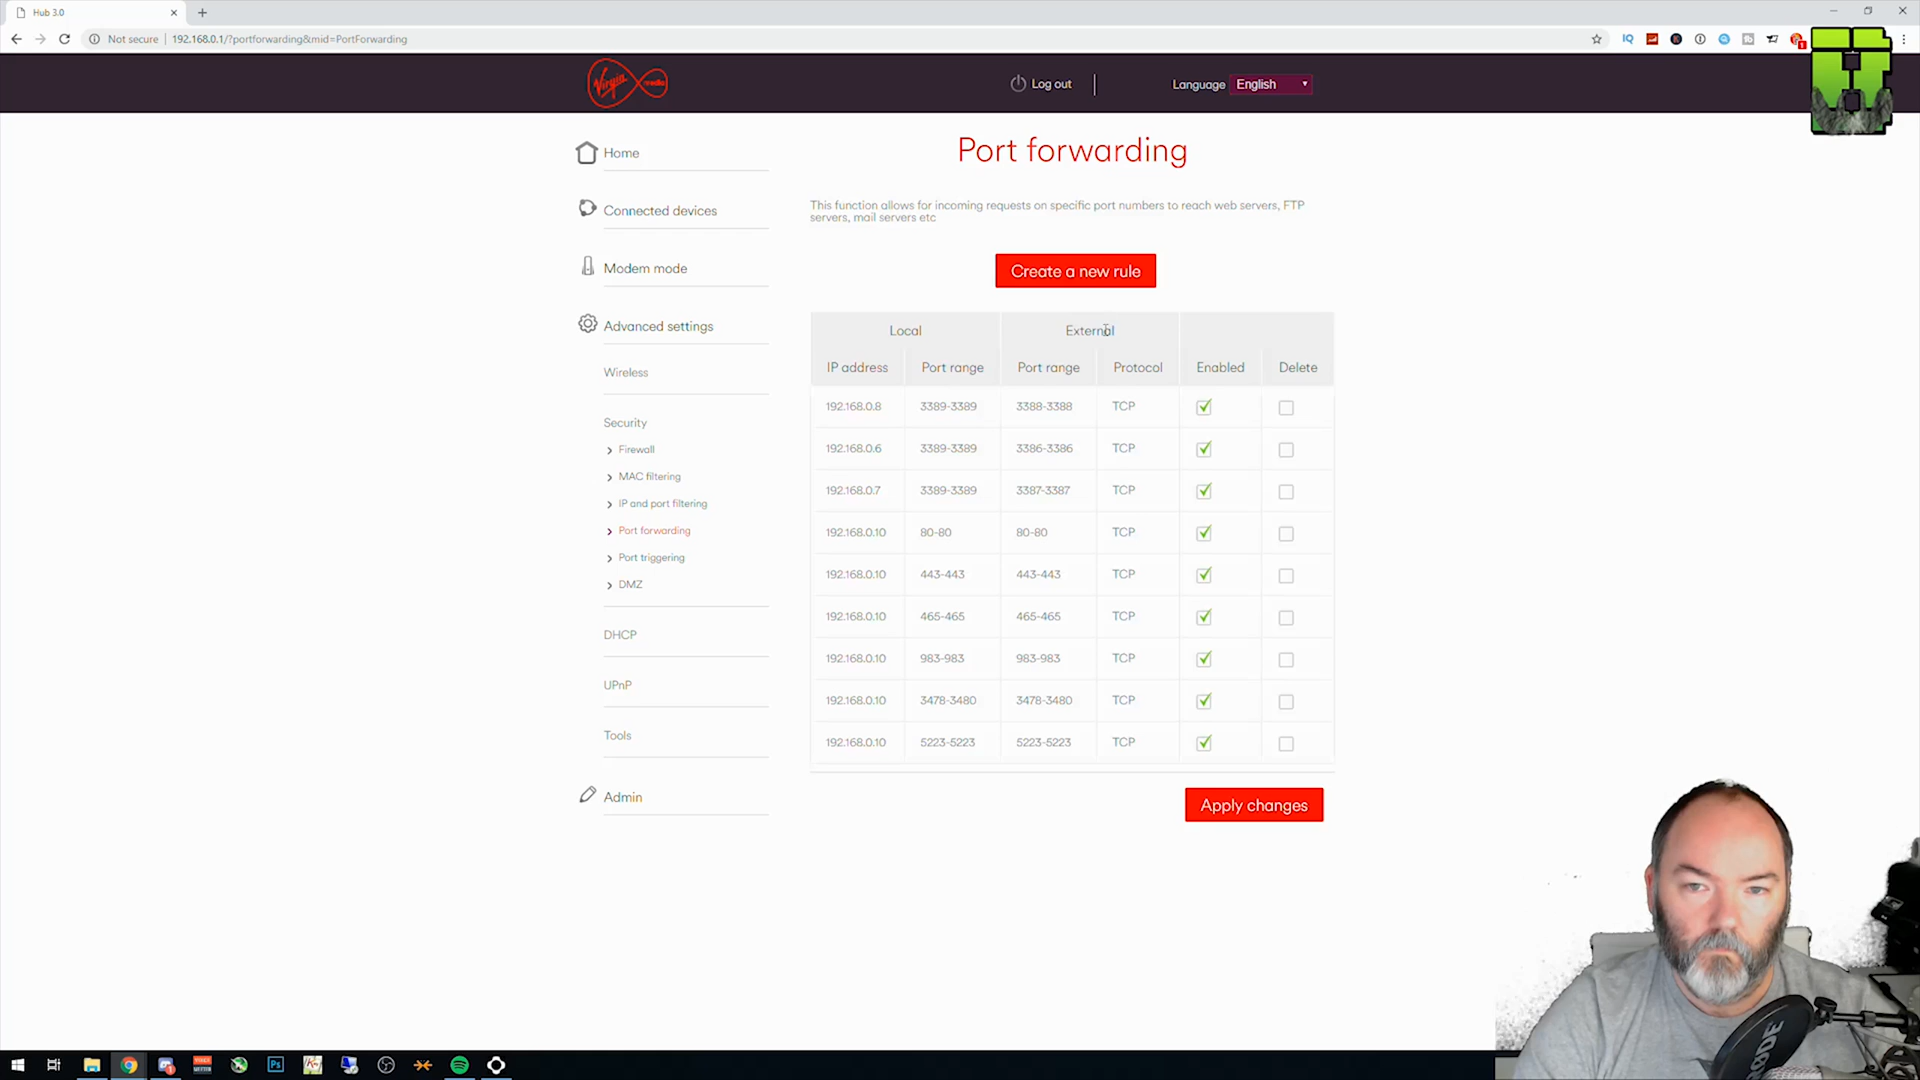 Hub 3.0
Not secure
192.168.0.1/?portforwarding&mid=PortForwarding
Virgin media
Log out
Language
English
Home
Connected devices
Modem mode
Advanced settings
Wireless
Security
Firewall
MAC filtering
IP and port filtering
Port forwarding
Port triggering
DMZ
DHCP
UPnP
Tools
Admin
Port forwarding
This function allows for incoming requests on specific port numbers to reach web servers, FTP
servers, mail servers etc
Create a new rule
Local External
IP address Port range Port range Protocol Enabled Delete
192.168.0.8 3389-3389 3388-3388 TCP
192.168.0.6 3389-3389 3386-3386 TCP
192.168.0.7 3389-3389 3387-3387 TCP
192.168.0.10 80-80 80-80 TCP
192.168.0.10 443-443 443-443 TCP
192.168.0.10 465-465 465-465 TCP
192.168.0.10 983-983 983-983 TCP
192.168.0.10 3478-3480 3478-3480 TCP
192.168.0.10 5223-5223 5223-5223 TCP
Apply changes
RØDE
Ps